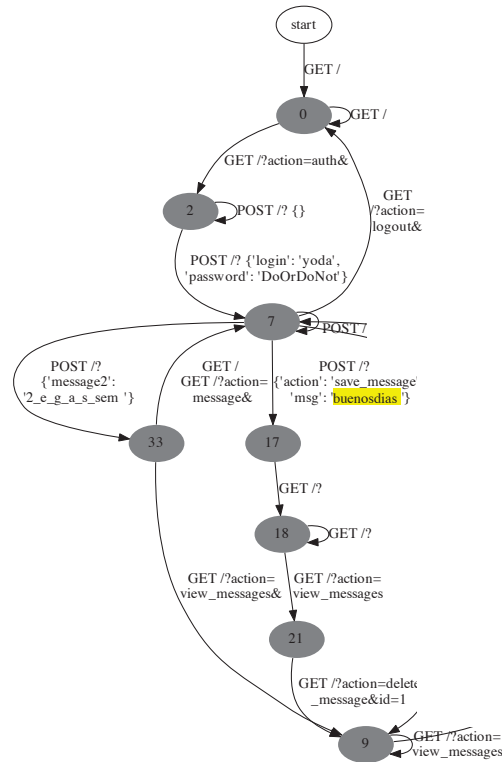 start
GET /
0
GET /
GET /?action=auth&
GET
/?action=
logout&
2
POST /? {}
POST /? {'login': 'yoda',
'password': 'DoOrDoNot'}
7
POST /
POST /?
{'message2':
'2_e_g_a_s_sem '}
GET /
GET /?action=
message&
POST /?
{'action': 'save_message'
'msg': 'buenosdias '}
33
17
GET /?
18
GET /?
GET /?action=
view_messages&
GET /?action=
view_messages
21
GET /?action=delete
_message&id=1
9
GET /?action=
view_messages